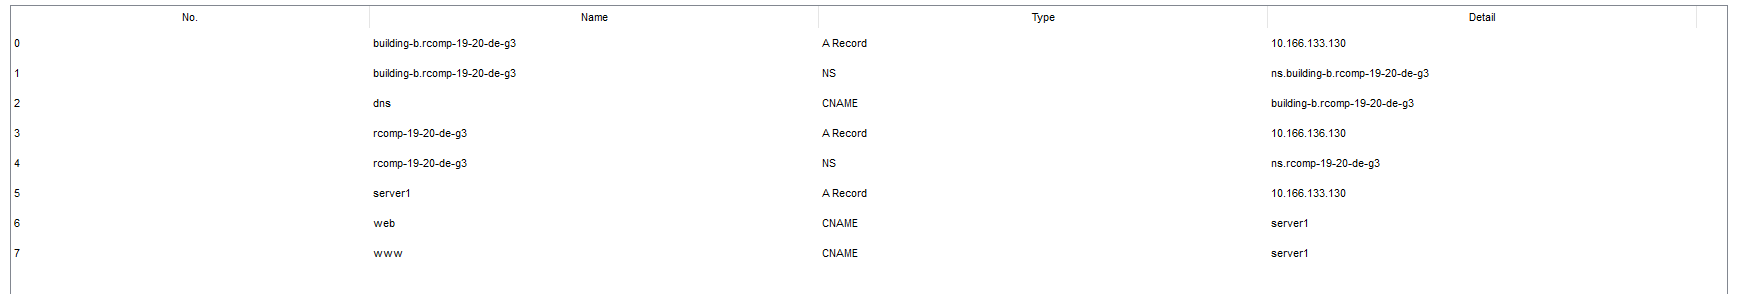 No. Name Type Detail
0 building-b.rcomp-19-20-de-g3 A Record 10.166.133.130
1 building-b.rcomp-19-20-de-g3 NS ns.building-b.rcomp-19-20-de-g3
2 dns CNAME building-b.rcomp-19-20-de-g3
3 rcomp-19-20-de-g3 A Record 10.166.136.130
4 rcomp-19-20-de-g3 NS ns.rcomp-19-20-de-g3
5 server1 A Record 10.166.133.130
6 web CNAME server1
7 www CNAME server1